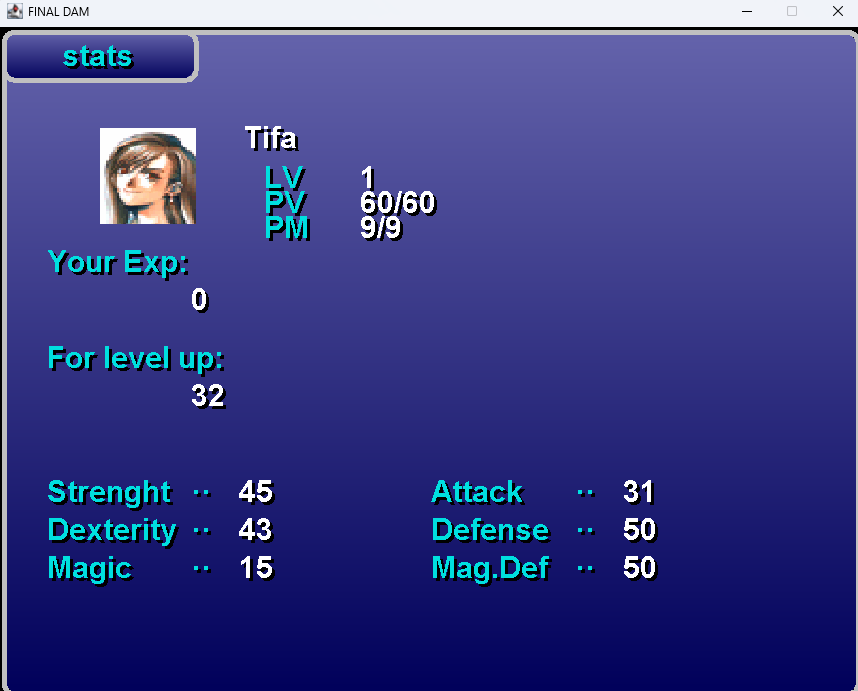 FINAL DAM
stats
Tifa
LV 1
PV 60/60
PM 9/9
Your Exp:
0
For level up:
32
Strenght ·· 45 Attack ·· 31
Dexterity ·· 43 Defense ·· 50
Magic ·· 15 Mag.Def ·· 50